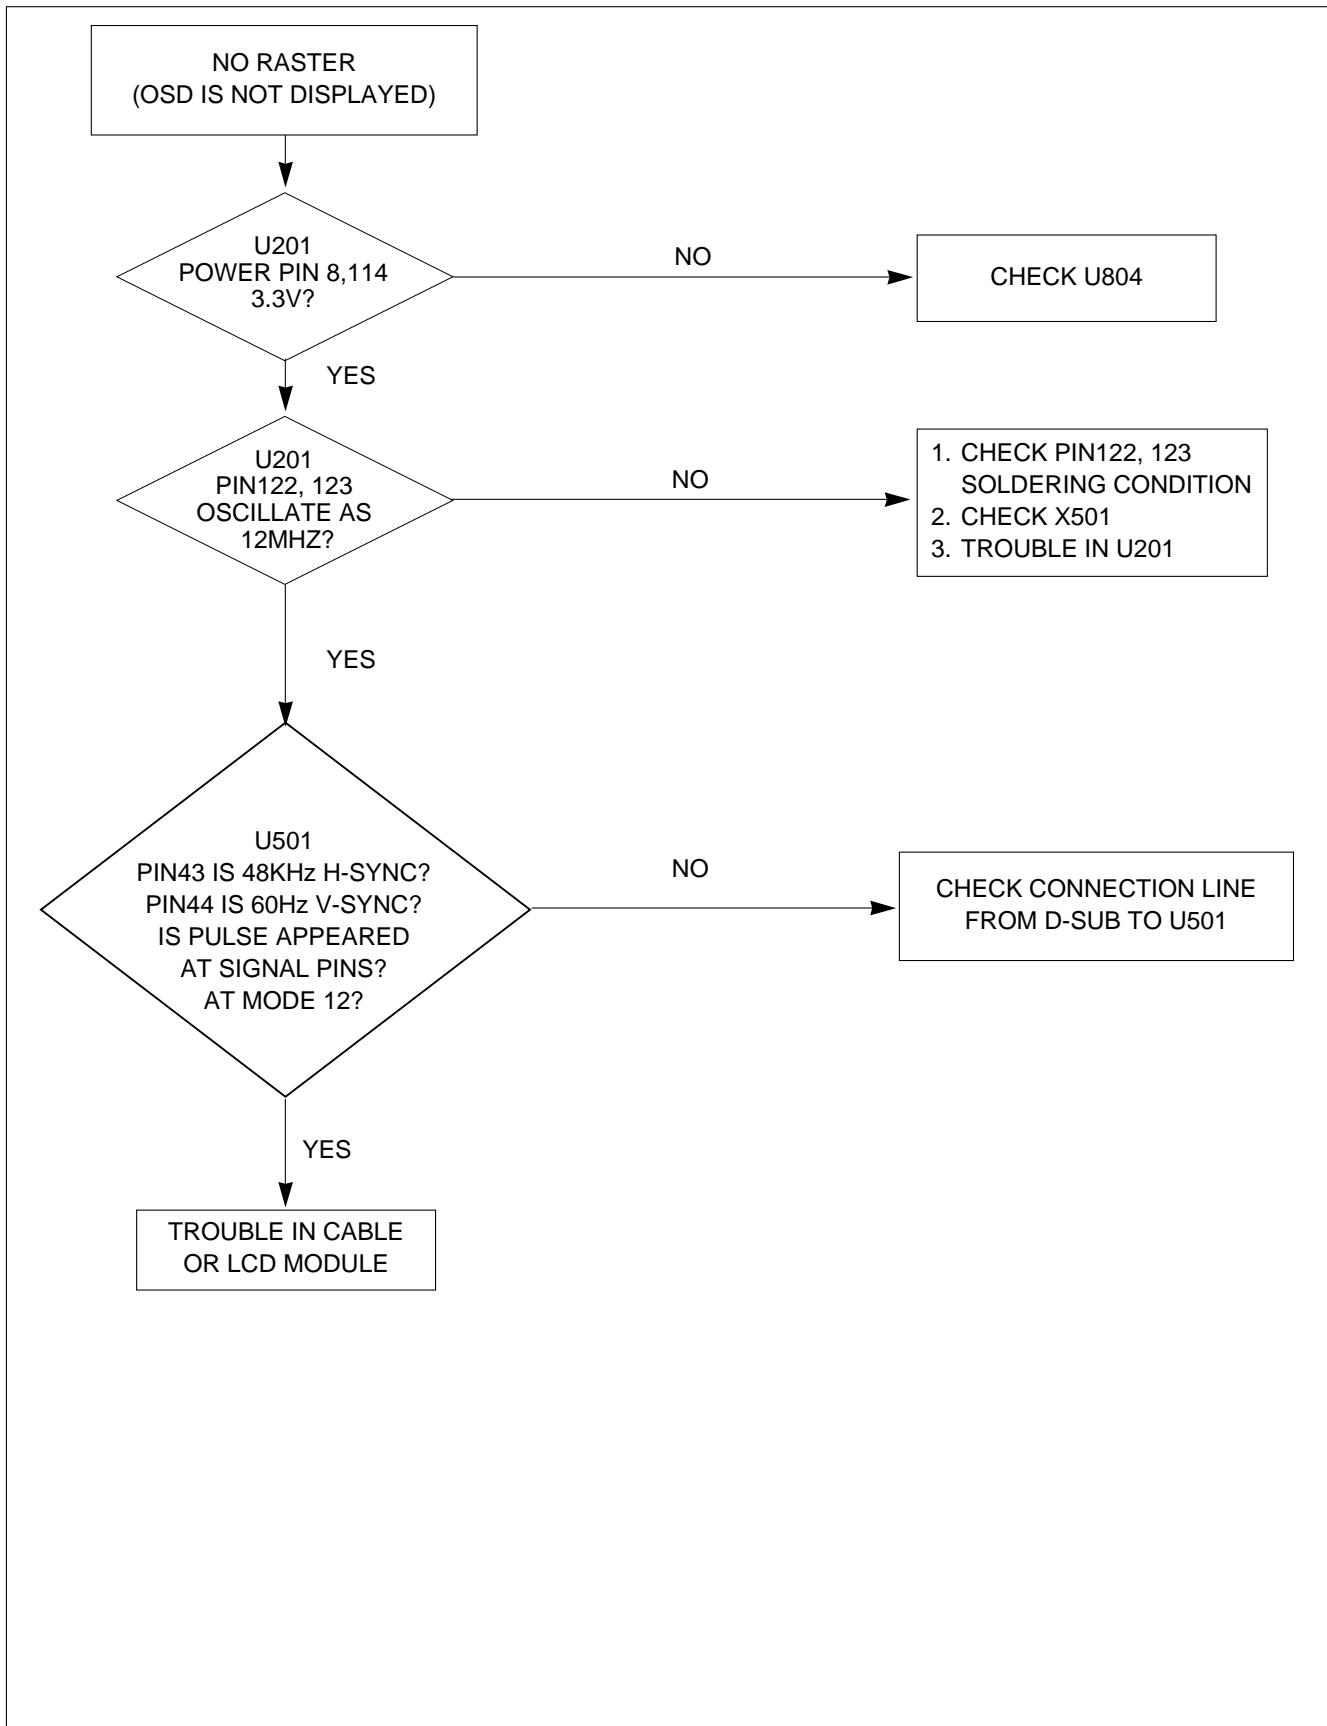 NO RASTER
(OSD IS NOT DISPLAYED)
U201
POWER PIN 8,114
3.3V?
NO
CHECK U804
YES
U201
PIN122, 123
OSCILLATE AS
12MHZ?
NO
1. CHECK PIN122, 123
SOLDERING CONDITION
2. CHECK X501
3. TROUBLE IN U201
YES
U501
PIN43 IS 48KHz H-SYNC?
PIN44 IS 60Hz V-SYNC?
IS PULSE APPEARED
AT SIGNAL PINS?
AT MODE 12?
NO
CHECK CONNECTION LINE
FROM D-SUB TO U501
YES
TROUBLE IN CABLE
OR LCD MODULE